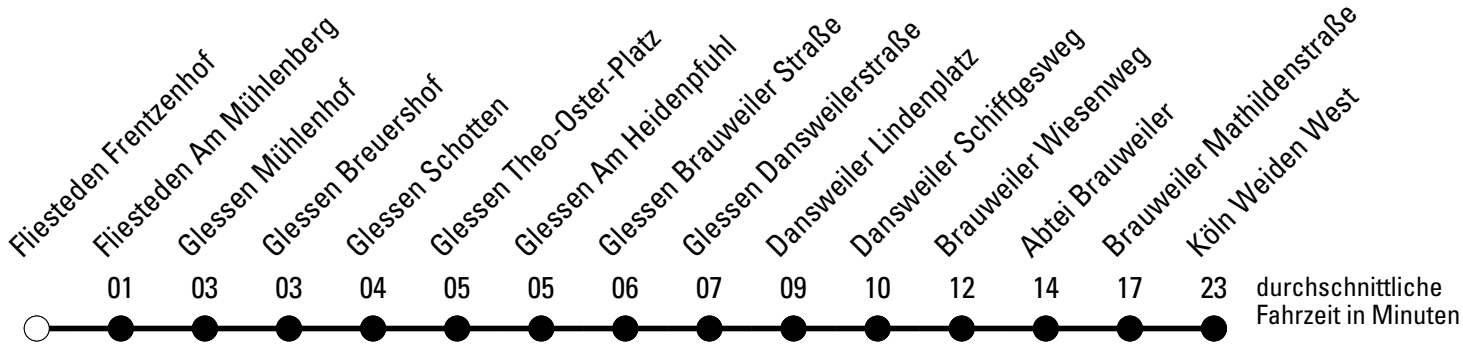 Fliesteden Frentzenhof
Fliesteden Am Mühlenberg
Glessen Mühlenhof
Glessen Breuershof
Glessen Schotten
Glessen Theo-Oster-Platz
Glessen Am Heidenpfuhl
Glessen Brauweiler Straße
Glessen Dansweilerstraße
Dansweiler Lindenplatz
Dansweiler Schiffgesweg
Brauweiler Wiesenweg
Abtei Brauweiler
Brauweiler Mathildenstraße
Köln Weiden West
01 03 03 04 05 05 06 07 09 10 12 14 17 23
durchschnittliche
Fahrzeit in Minuten